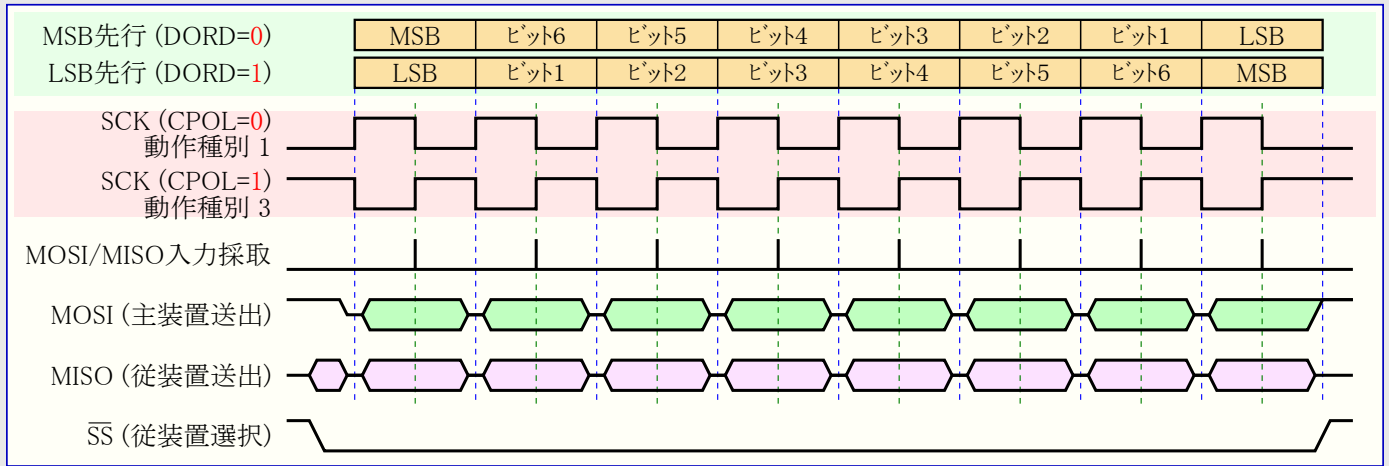 MSB先行 (DORD=0) MSB ビット6 ビット5 ビット4 ビット3 ビット2 ビット1 LSB
LSB先行 (DORD=1) LSB ビット1 ビット2 ビット3 ビット4 ビット5 ビット6 MSB
SCK (CPOL=0)
動作種別 1
SCK (CPOL=1)
動作種別 3
MOSI/MISO入力採取
MOSI (主装置送出)
MISO (従装置送出)
S̅S̅ (従装置選択)